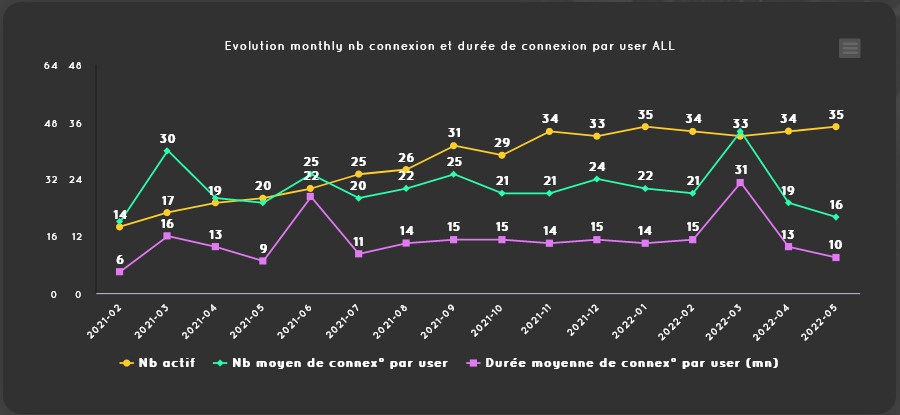 Evolution monthly nb connexion et durée de connexion par user ALL
64 48
48 36
32 24
16 12
0 0
14 17 19 20 22 25 26 31 29 34 33 35 34 33 34 35
30 25 20 22 25 21 21 24 22 21 19 16
6 16 13 9 11 14 15 15 14 15 14 15 31 13 10
2021-02 2021-03 2021-04 2021-05 2021-06 2021-07 2021-08 2021-09 2021-10 2021-11 2021-12 2022-01 2022-02 2022-03 2022-04 2022-05
Nb actif Nb moyen de connex° par user Durée moyenne de connex° par user (mn)